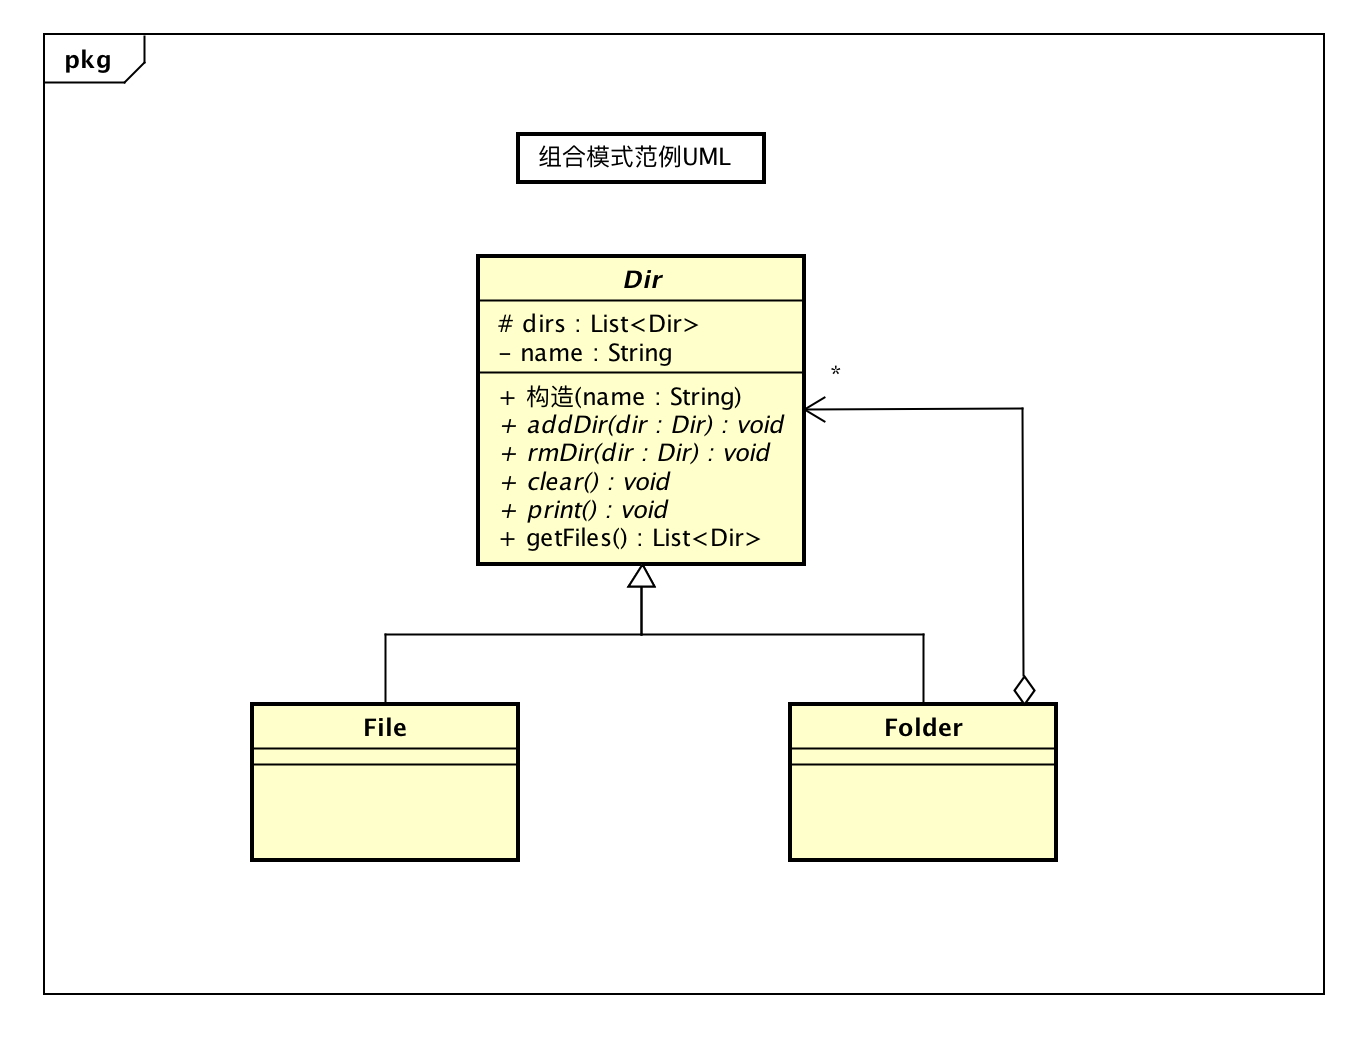 pkg
组合模式范例UML
Dir
# dirs : List<Dir>
– name : String
*
+ 构造(name : String)
+ addDir(dir : Dir) : void
+ rmDir(dir : Dir) : void
+ clear() : void
+ print() : void
+ getFiles() : List<Dir>
File
Folder